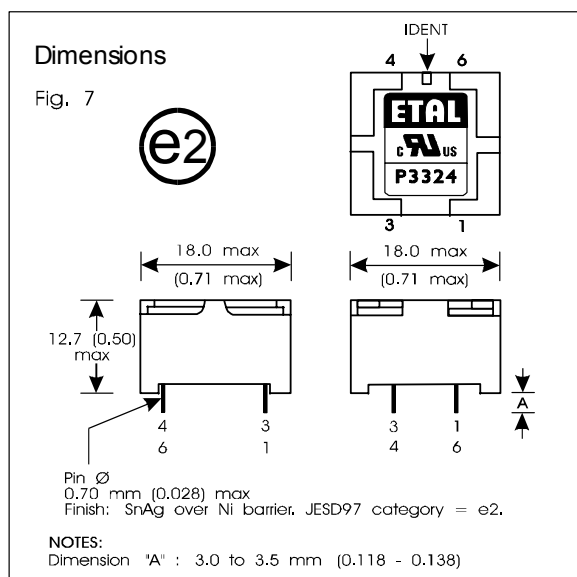 Dimensions
Fig. 7
e2
IDENT
4 6
ETAL
c RU US
P3324
3 1
18.0 max
(0.71 max)
18.0 max
(0.71 max)
12.7 (0.50)
max
A
4 3
6 1
3 1
4 6
Pin Ø
0.70 mm (0.028) max
Finish: SnAg over Ni barrier. JESD97 category = e2.
NOTES:
Dimension "A" : 3.0 to 3.5 mm (0.118 - 0.138)